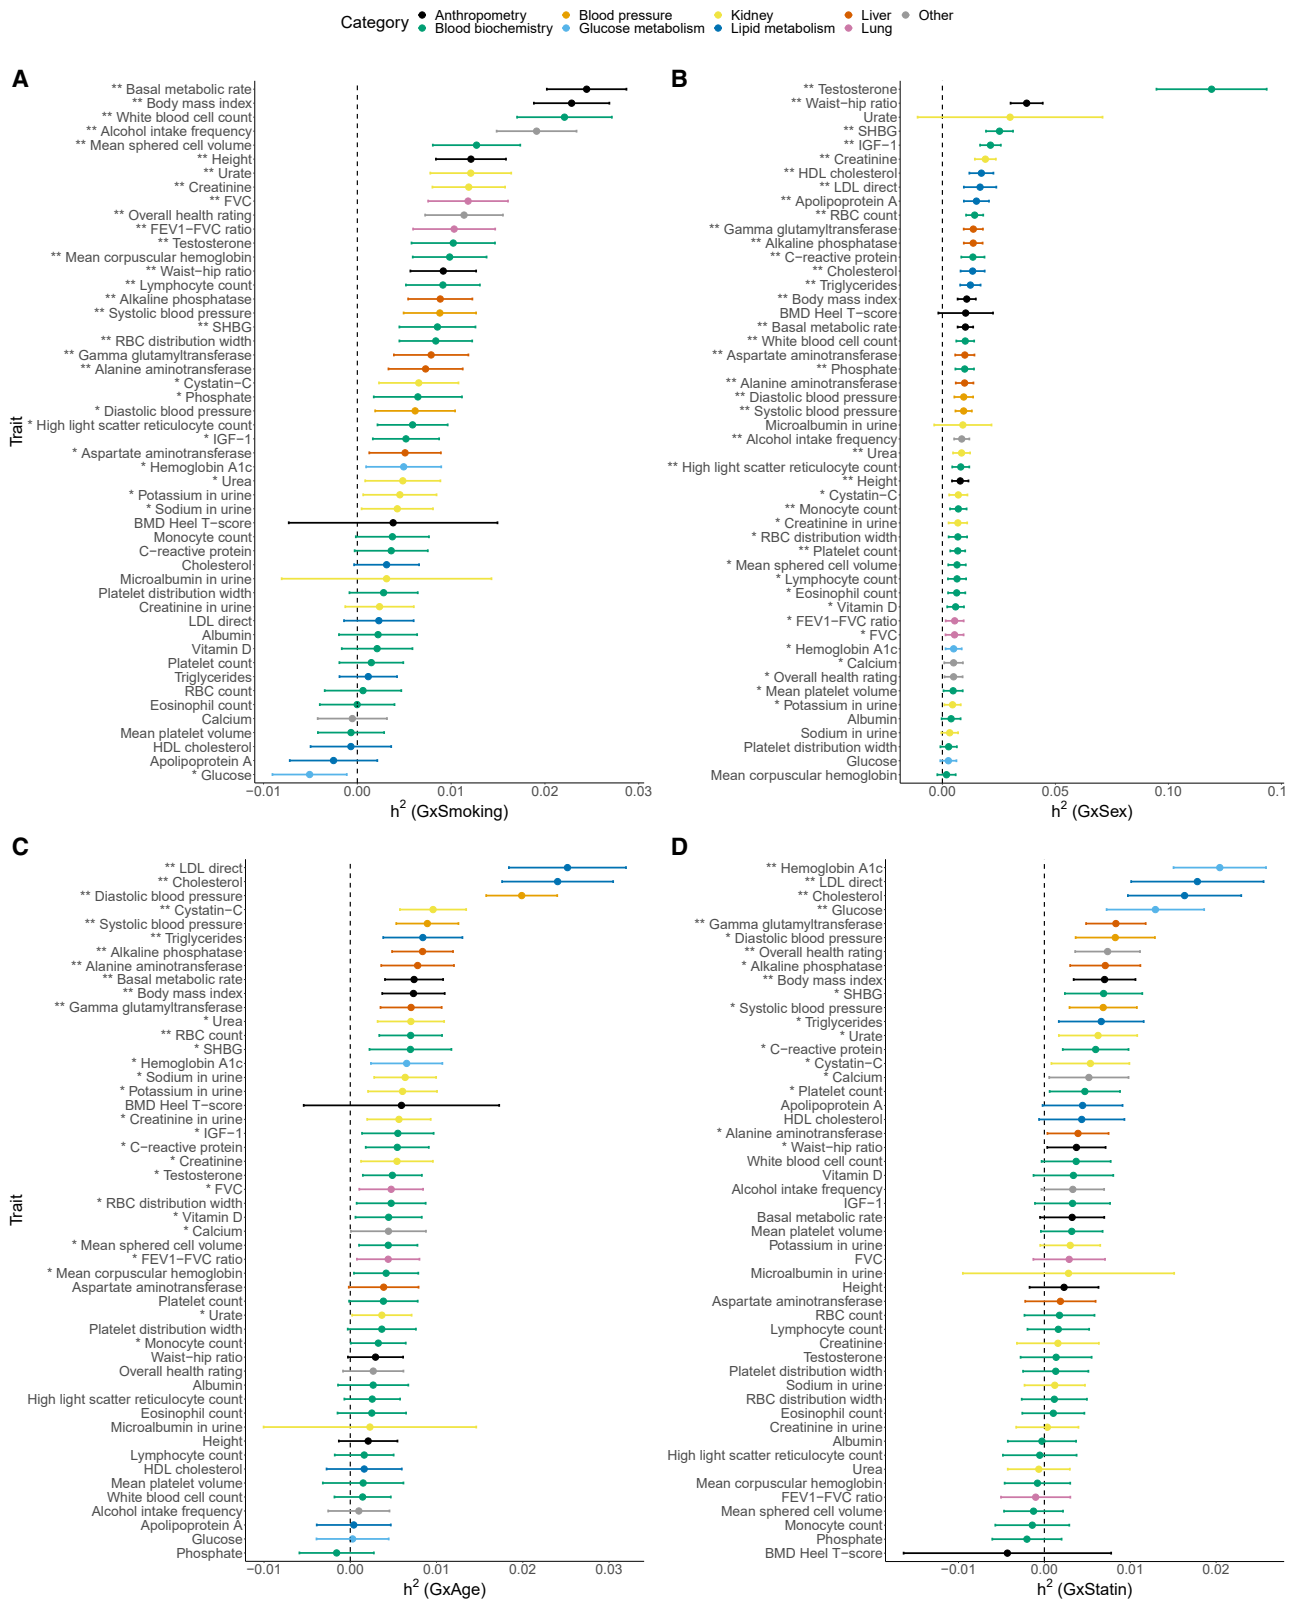 Category
Anthropometry
Blood pressure
Kidney
Liver
Other
Blood biochemistry
Glucose metabolism
Lipid metabolism
Lung
A
Trait
** Basal metabolic rate
** Body mass index
** White blood cell count
** Alcohol intake frequency
** Mean sphered cell volume
** Height
** Urate
** Creatinine
** FVC
** Overall health rating
** FEV1−FVC ratio
** Testosterone
** Mean corpuscular hemoglobin
** Waist−hip ratio
** Lymphocyte count
** Alkaline phosphatase
** Systolic blood pressure
** SHBG
** RBC distribution width
** Gamma glutamyltransferase
** Alanine aminotransferase
* Cystatin−C
* Phosphate
* Diastolic blood pressure
* High light scatter reticulocyte count
* IGF−1
* Aspartate aminotransferase
* Hemoglobin A1c
* Urea
* Potassium in urine
* Sodium in urine
BMD Heel T−score
Monocyte count
C−reactive protein
Cholesterol
Microalbumin in urine
Platelet distribution width
Creatinine in urine
LDL direct
Albumin
Vitamin D
Platelet count
Triglycerides
RBC count
Eosinophil count
Calcium
Mean platelet volume
HDL cholesterol
Apolipoprotein A
* Glucose
−0.01 0.00 0.01 0.02 0.03
h² (GxSmoking)
B
** Testosterone
** Waist−hip ratio
Urate
** SHBG
** IGF−1
** Creatinine
** HDL cholesterol
** LDL direct
** Apolipoprotein A
** RBC count
** Gamma glutamyltransferase
** Alkaline phosphatase
** C−reactive protein
** Cholesterol
** Triglycerides
** Body mass index
BMD Heel T−score
** Basal metabolic rate
** White blood cell count
** Aspartate aminotransferase
** Phosphate
** Alanine aminotransferase
** Diastolic blood pressure
** Systolic blood pressure
Microalbumin in urine
** Alcohol intake frequency
** Urea
** High light scatter reticulocyte count
** Height
* Cystatin−C
** Monocyte count
* Creatinine in urine
* RBC distribution width
** Platelet count
* Mean sphered cell volume
* Lymphocyte count
* Eosinophil count
* Vitamin D
* FEV1−FVC ratio
* FVC
* Hemoglobin A1c
* Calcium
* Overall health rating
* Mean platelet volume
* Potassium in urine
Albumin
Sodium in urine
Platelet distribution width
Glucose
Mean corpuscular hemoglobin
0.00 0.05 0.10 0.1
h² (GxSex)
C
Trait
** LDL direct
** Cholesterol
** Diastolic blood pressure
** Cystatin−C
** Systolic blood pressure
** Triglycerides
** Alkaline phosphatase
** Alanine aminotransferase
** Basal metabolic rate
** Body mass index
** Gamma glutamyltransferase
* Urea
** RBC count
* SHBG
* Hemoglobin A1c
* Sodium in urine
* Potassium in urine
BMD Heel T−score
* Creatinine in urine
* IGF−1
* C−reactive protein
* Creatinine
* Testosterone
* FVC
* RBC distribution width
* Vitamin D
* Calcium
* Mean sphered cell volume
* FEV1−FVC ratio
* Mean corpuscular hemoglobin
Aspartate aminotransferase
Platelet count
* Urate
Platelet distribution width
* Monocyte count
Waist−hip ratio
Overall health rating
Albumin
High light scatter reticulocyte count
Eosinophil count
Microalbumin in urine
Height
Lymphocyte count
HDL cholesterol
Mean platelet volume
White blood cell count
Alcohol intake frequency
Apolipoprotein A
Glucose
Phosphate
−0.01 0.00 0.01 0.02 0.03
h² (GxAge)
D
** Hemoglobin A1c
** LDL direct
** Cholesterol
** Glucose
** Gamma glutamyltransferase
* Diastolic blood pressure
** Overall health rating
* Alkaline phosphatase
** Body mass index
* SHBG
* Systolic blood pressure
* Triglycerides
* Urate
* C−reactive protein
* Cystatin−C
* Calcium
* Platelet count
Apolipoprotein A
HDL cholesterol
* Alanine aminotransferase
* Waist−hip ratio
White blood cell count
Vitamin D
Alcohol intake frequency
IGF−1
Basal metabolic rate
Mean platelet volume
Potassium in urine
FVC
Microalbumin in urine
Height
Aspartate aminotransferase
RBC count
Lymphocyte count
Creatinine
Testosterone
Platelet distribution width
Sodium in urine
RBC distribution width
Eosinophil count
Creatinine in urine
Albumin
High light scatter reticulocyte count
Urea
Mean corpuscular hemoglobin
FEV1−FVC ratio
Mean sphered cell volume
Monocyte count
Phosphate
BMD Heel T−score
−0.01 0.00 0.01 0.02
h² (GxStatin)